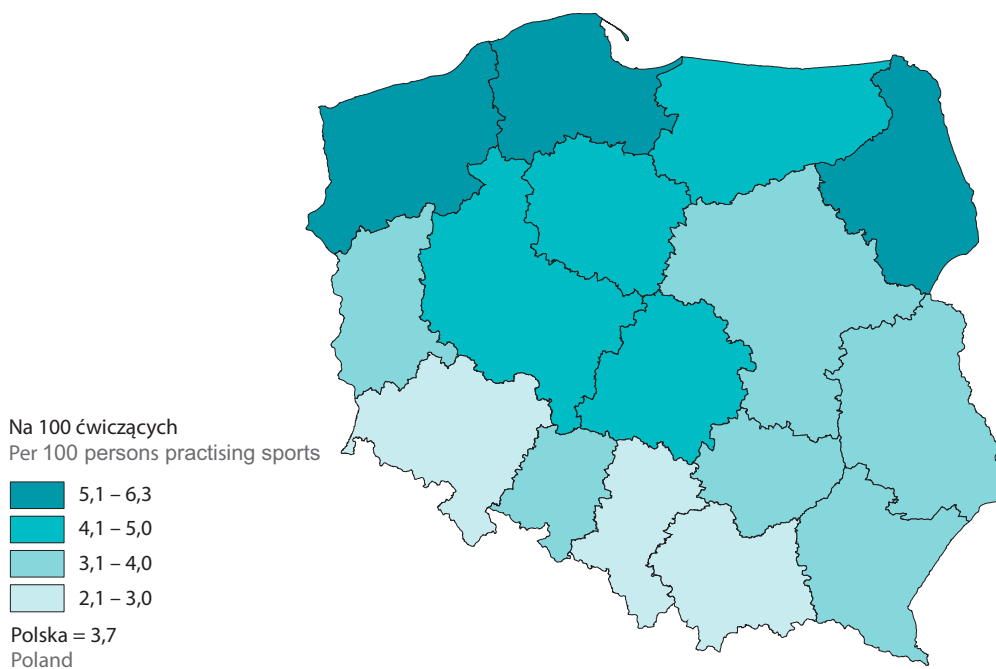 Na 100 ćwiczących
Per 100 persons practising sports
5,1 – 6,3
4,1 – 5,0
3,1 – 4,0
2,1 – 3,0
Polska = 3,7
Poland